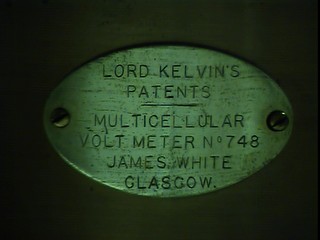 LORD KELVIN'S
PATENTS
MULTICELLULAR
VOLT METER No 748
JAMES WHITE
GLASGOW.